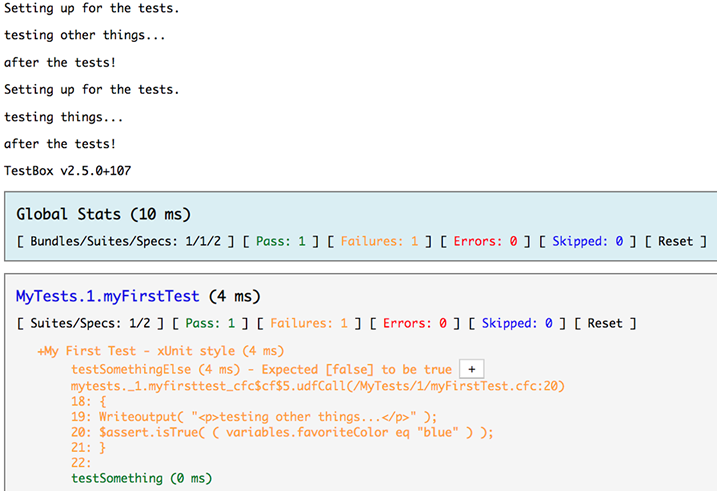 Setting up for the tests.
testing other things...
after the tests!
Setting up for the tests.
testing things...
after the tests!
TestBox v2.5.0+107
Global Stats (10 ms)
[ Bundles/Suites/Specs: 1/1/2 ] [ Pass: 1 ] [ Failures: 1 ] [ Errors: 0 ] [ Skipped: 0 ] [ Reset ]
MyTests.1.myFirstTest (4 ms)
[ Suites/Specs: 1/2 ] [ Pass: 1 ] [ Failures: 1 ] [ Errors: 0 ] [ Skipped: 0 ] [ Reset ]
+My First Test - xUnit style (4 ms)
testSomethingElse (4 ms) - Expected [false] to be true +
mytests._1.myfirsttest_cfc$cf$5.udfCall(/MyTests/1/myFirstTest.cfc:20)
18: {
19: Writeoutput( "<p>testing other things...</p>" );
20: $assert.isTrue( ( variables.favoriteColor eq "blue" ) );
21: }
22:
testSomething (0 ms)